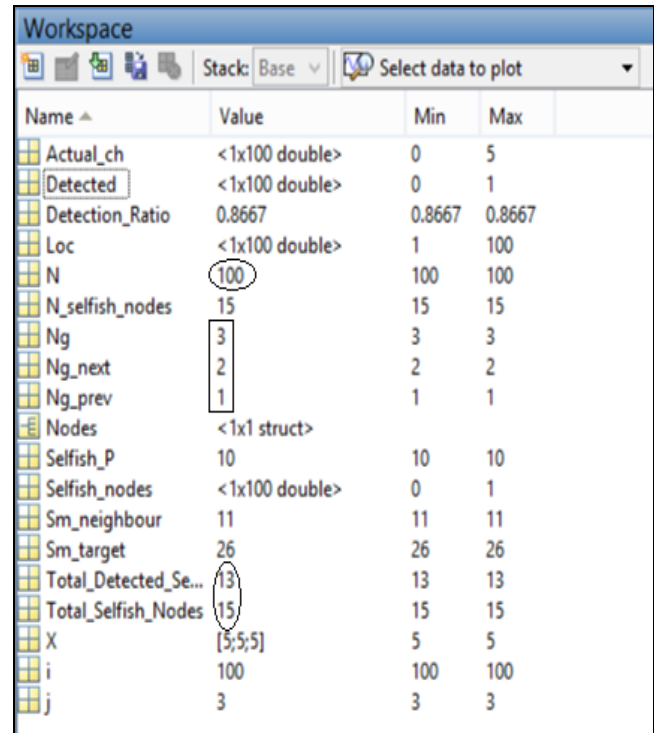 Workspace
Stack: Base Select data to plot
Name Value Min Max
Actual_ch <1x100 double> 0 5
Detected <1x100 double> 0 1
Detection_Ratio 0.8667 0.8667 0.8667
Loc <1x100 double> 1 100
N 100 100 100
N_selfish_nodes 15 15 15
Ng 3 3 3
Ng_next 2 2 2
Ng_prev 1 1 1
Nodes <1x1 struct>
Selfish_P 10 10 10
Selfish_nodes <1x100 double> 0 1
Sm_neighbour 11 11 11
Sm_target 26 26 26
Total_Detected_Se... 13 13 13
Total_Selfish_Nodes 15 15 15
X [5;5;5] 5 5
i 100 100 100
j 3 3 3